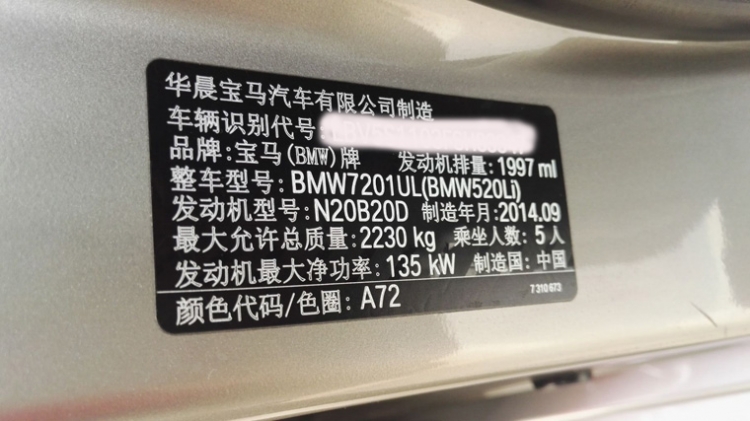 华晨宝马汽车有限公司制造
车辆识别代号:
品牌:宝马(BMW)牌 发动机排量:1997 ml
整车型号:BMW7201UL(BMW520Li)
发动机型号:N20B20D 制造年月:2014.09
最大允许总质量:2230 kg 乘坐人数:5人
发动机最大净功率:135 kW 制造国:中国
颜色代码/色圈:A72 7 310 673